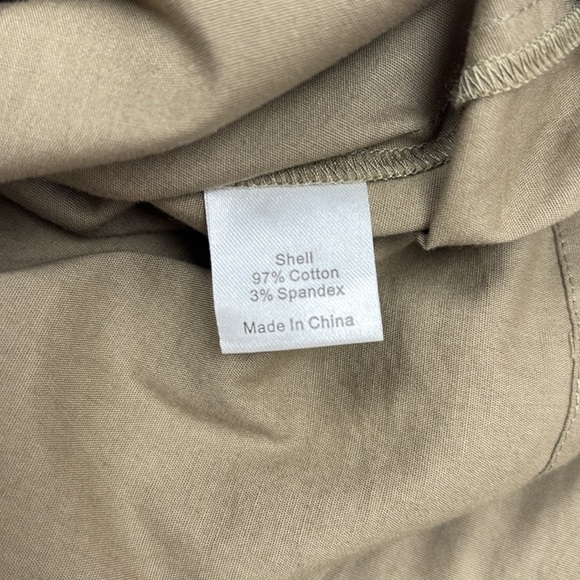 Shell
97% Cotton
3% Spandex
Made In China